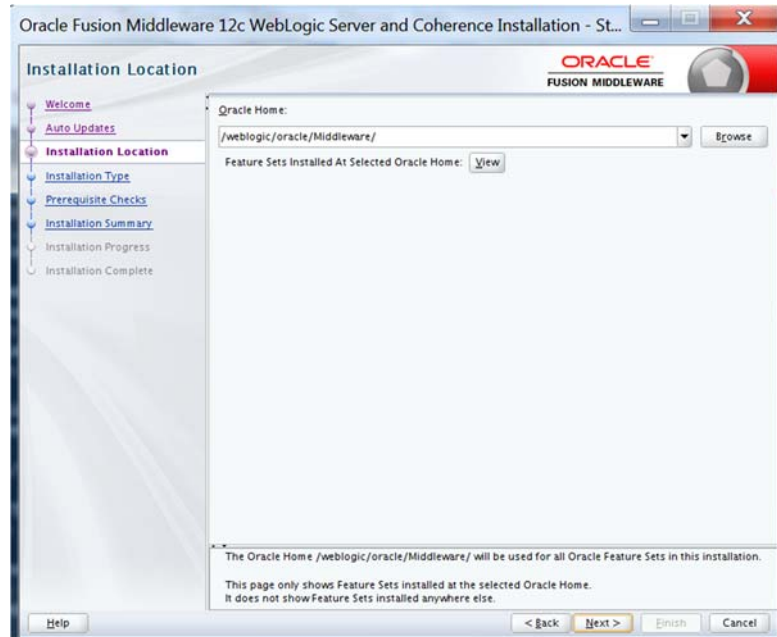 Oracle Fusion Middleware 12c WebLogic Server and Coherence Installation - St...
Installation Location
ORACLE
FUSION MIDDLEWARE
Welcome
Auto Updates
Installation Location
Installation Type
Prerequisite Checks
Installation Summary
Installation Progress
Installation Complete
Oracle Home:
/weblogic/oracle/Middleware/
Browse
Feature Sets Installed At Selected Oracle Home: View
The Oracle Home /weblogic/oracle/Middleware/ will be used for all Oracle Feature Sets in this installation.
This page only shows Feature Sets installed at the selected Oracle Home.
It does not show Feature Sets installed anywhere else.
Help
< Back Next > Finish Cancel